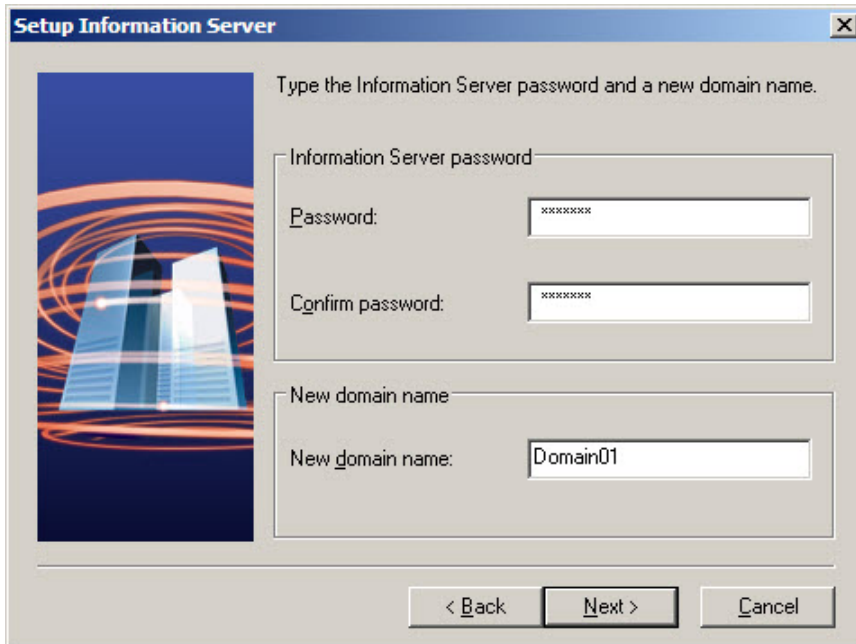 Setup Information Server
Type the Information Server password and a new domain name.
Information Server password
Password: *******
Confirm password: *******
New domain name
New domain name: Domain01
< Back Next > Cancel